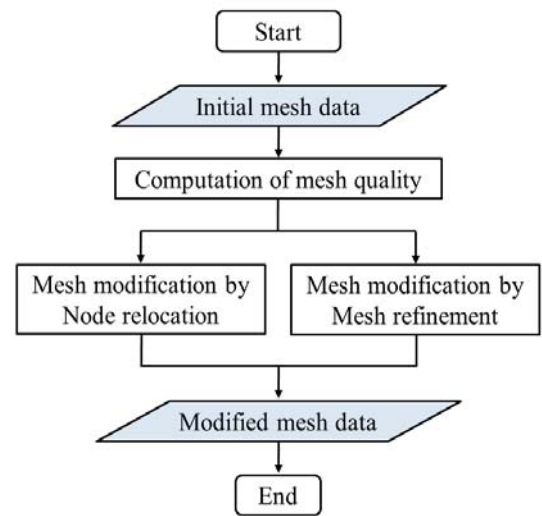 Start
Initial mesh data
Computation of mesh quality
Mesh modification by
Node relocation
Mesh modification by
Mesh refinement
Modified mesh data
End